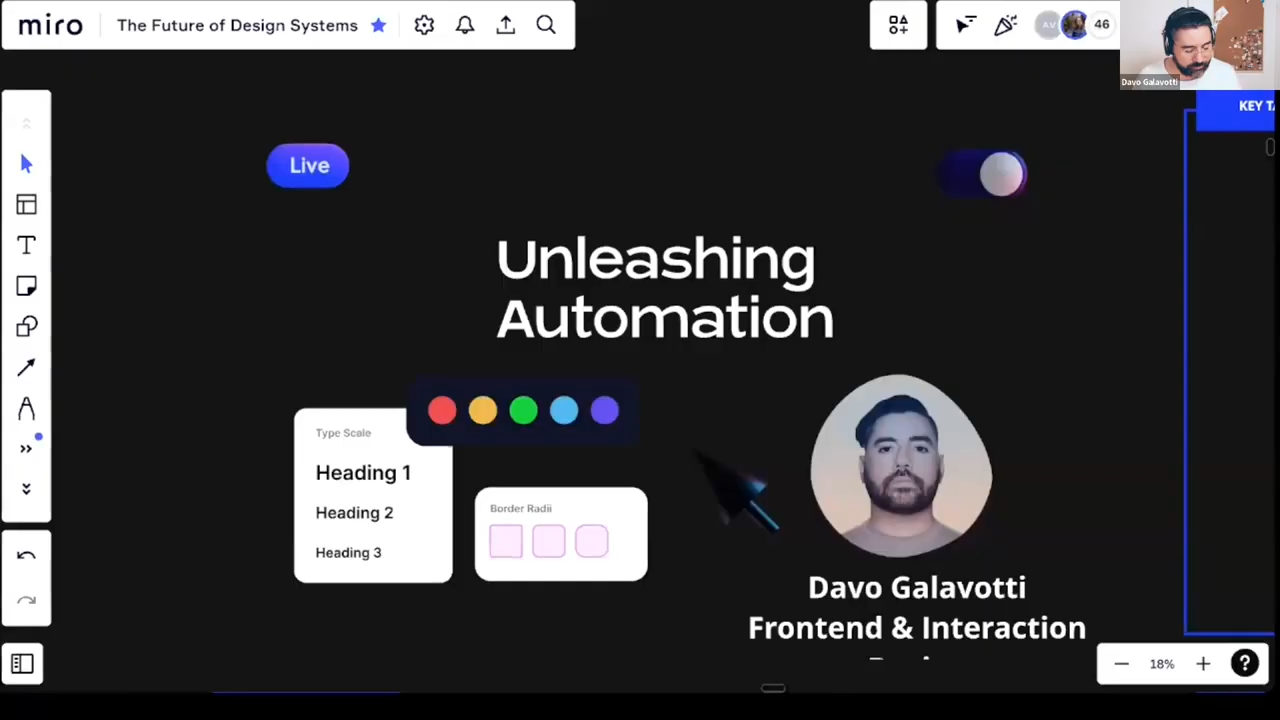 miro
The Future of Design Systems
AV
46
Davo Galavotti
KEY
Live
Unleashing
Automation
Type Scale
Heading 1
Heading 2
Heading 3
Border Radii
Davo Galavotti
Frontend & Interaction
18%
?